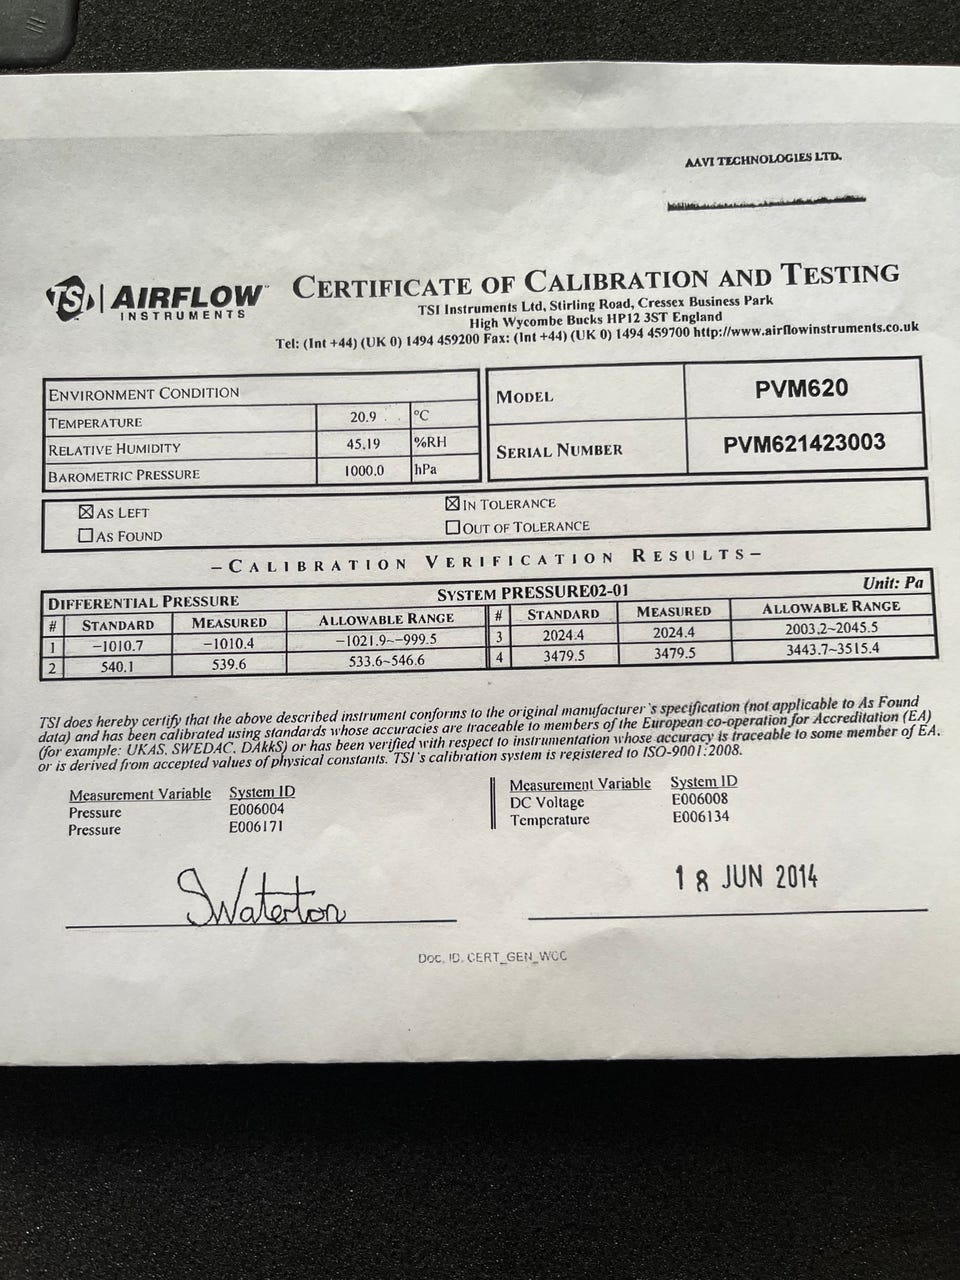 AAVI TECHNOLOGIES LTD.
TSI AIRFLOW™
INSTRUMENTS
CERTIFICATE OF CALIBRATION AND TESTING
TSI Instruments Ltd, Stirling Road, Cressex Business Park
High Wycombe Bucks HP12 3ST England
Tel: (Int +44) (UK 0) 1494 459200 Fax: (Int +44) (UK 0) 1494 459700 http://www.airflowinstruments.co.uk
ENVIRONMENT CONDITION
TEMPERATURE 20.9 °C
RELATIVE HUMIDITY 45.19 %RH
BAROMETRIC PRESSURE 1000.0 hPa
MODEL PVM620
SERIAL NUMBER PVM621423003
☒ AS LEFT ☒ IN TOLERANCE
☐ AS FOUND ☐ OUT OF TOLERANCE
–CALIBRATION VERIFICATION RESULTS–
DIFFERENTIAL PRESSURE SYSTEM PRESSURE02-01 Unit: Pa
# STANDARD MEASURED ALLOWABLE RANGE # STANDARD MEASURED ALLOWABLE RANGE
1 −1010.7 −1010.4 −1021.9~−999.5 3 2024.4 2024.4 2003.2~2045.5
2 540.1 539.6 533.6~546.6 4 3479.5 3479.5 3443.7~3515.4
TSI does hereby certify that the above described instrument conforms to the original manufacturer's specification (not applicable to As Found
data) and has been calibrated using standards whose accuracies are traceable to members of the European co-operation for Accreditation (EA)
(for example: UKAS, SWEDAC, DAkkS) or has been verified with respect to instrumentation whose accuracy is traceable to some member of EA,
or is derived from accepted values of physical constants. TSI's calibration system is registered to ISO-9001:2008.
Measurement Variable System ID Measurement Variable System ID
Pressure E006004 DC Voltage E006008
Pressure E006171 Temperature E006134
SWaterton
18 JUN 2014
Doc. ID. CERT_GEN_WCC